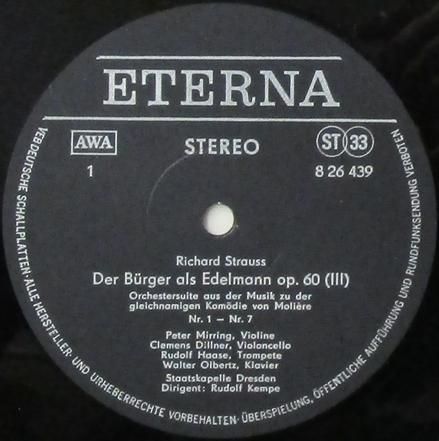 ETERNA
AWA
STEREO
ST 33
1
8 26 439
Richard Strauss
Der Bürger als Edelmann op. 60 (III)
Orchestersuite aus der Musik zu der
gleichnamigen Komödie von Molière
Nr. 1 – Nr. 7
Peter Mirring, Violine
Clemens Dillner, Violoncello
Rudolf Haase, Trompete
Walter Olbertz, Klavier
Staatskapelle Dresden
Dirigent: Rudolf Kempe
VEB DEUTSCHE SCHALLPLATTEN · ALLE HERSTELLER- UND URHEBERRECHTE VORBEHALTEN · ÜBERSPIELUNG, ÖFFENTLICHE AUFFÜHRUNG UND RUNDFUNKSENDUNG VERBOTEN